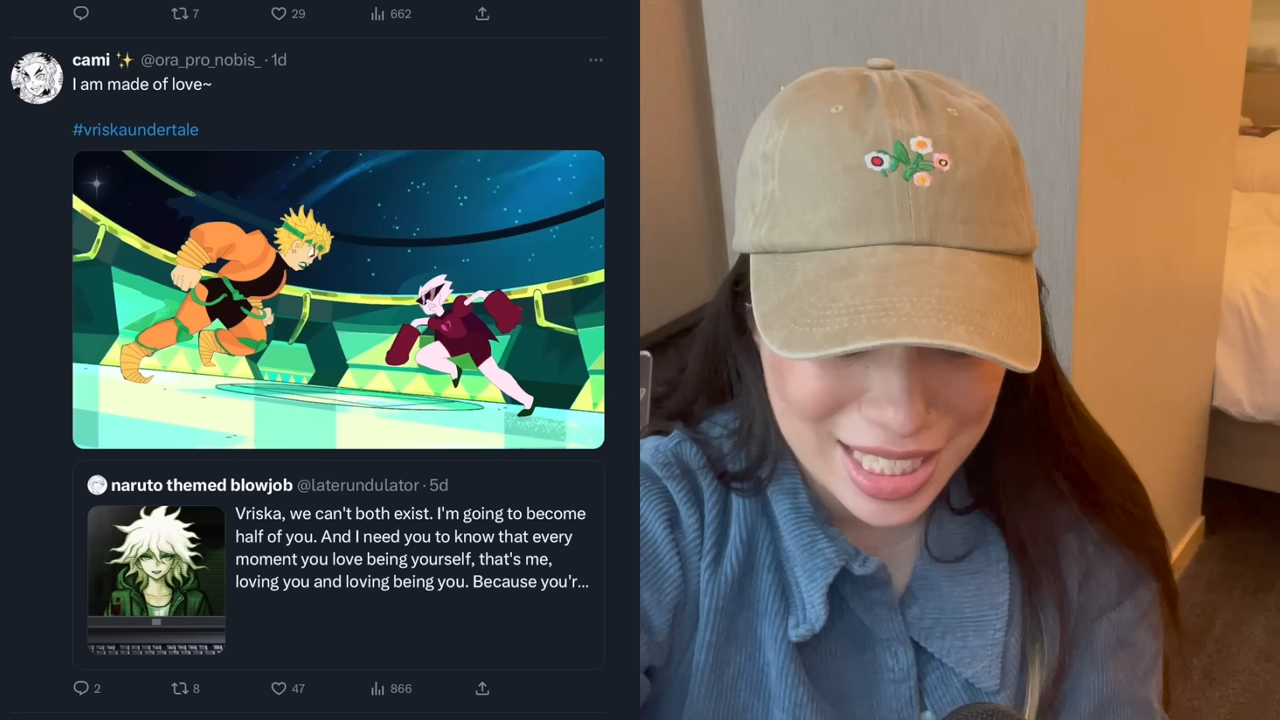 7
29
662
cami ✨ @ora_pro_nobis_ · 1d
I am made of love~
#vriskaundertale
naruto themed blowjob @laterundulator · 5d
Vriska, we can't both exist. I'm going to become
half of you. And I need you to know that every
moment you love being yourself, that's me,
loving you and loving being you. Because you'r...
2
8
47
866